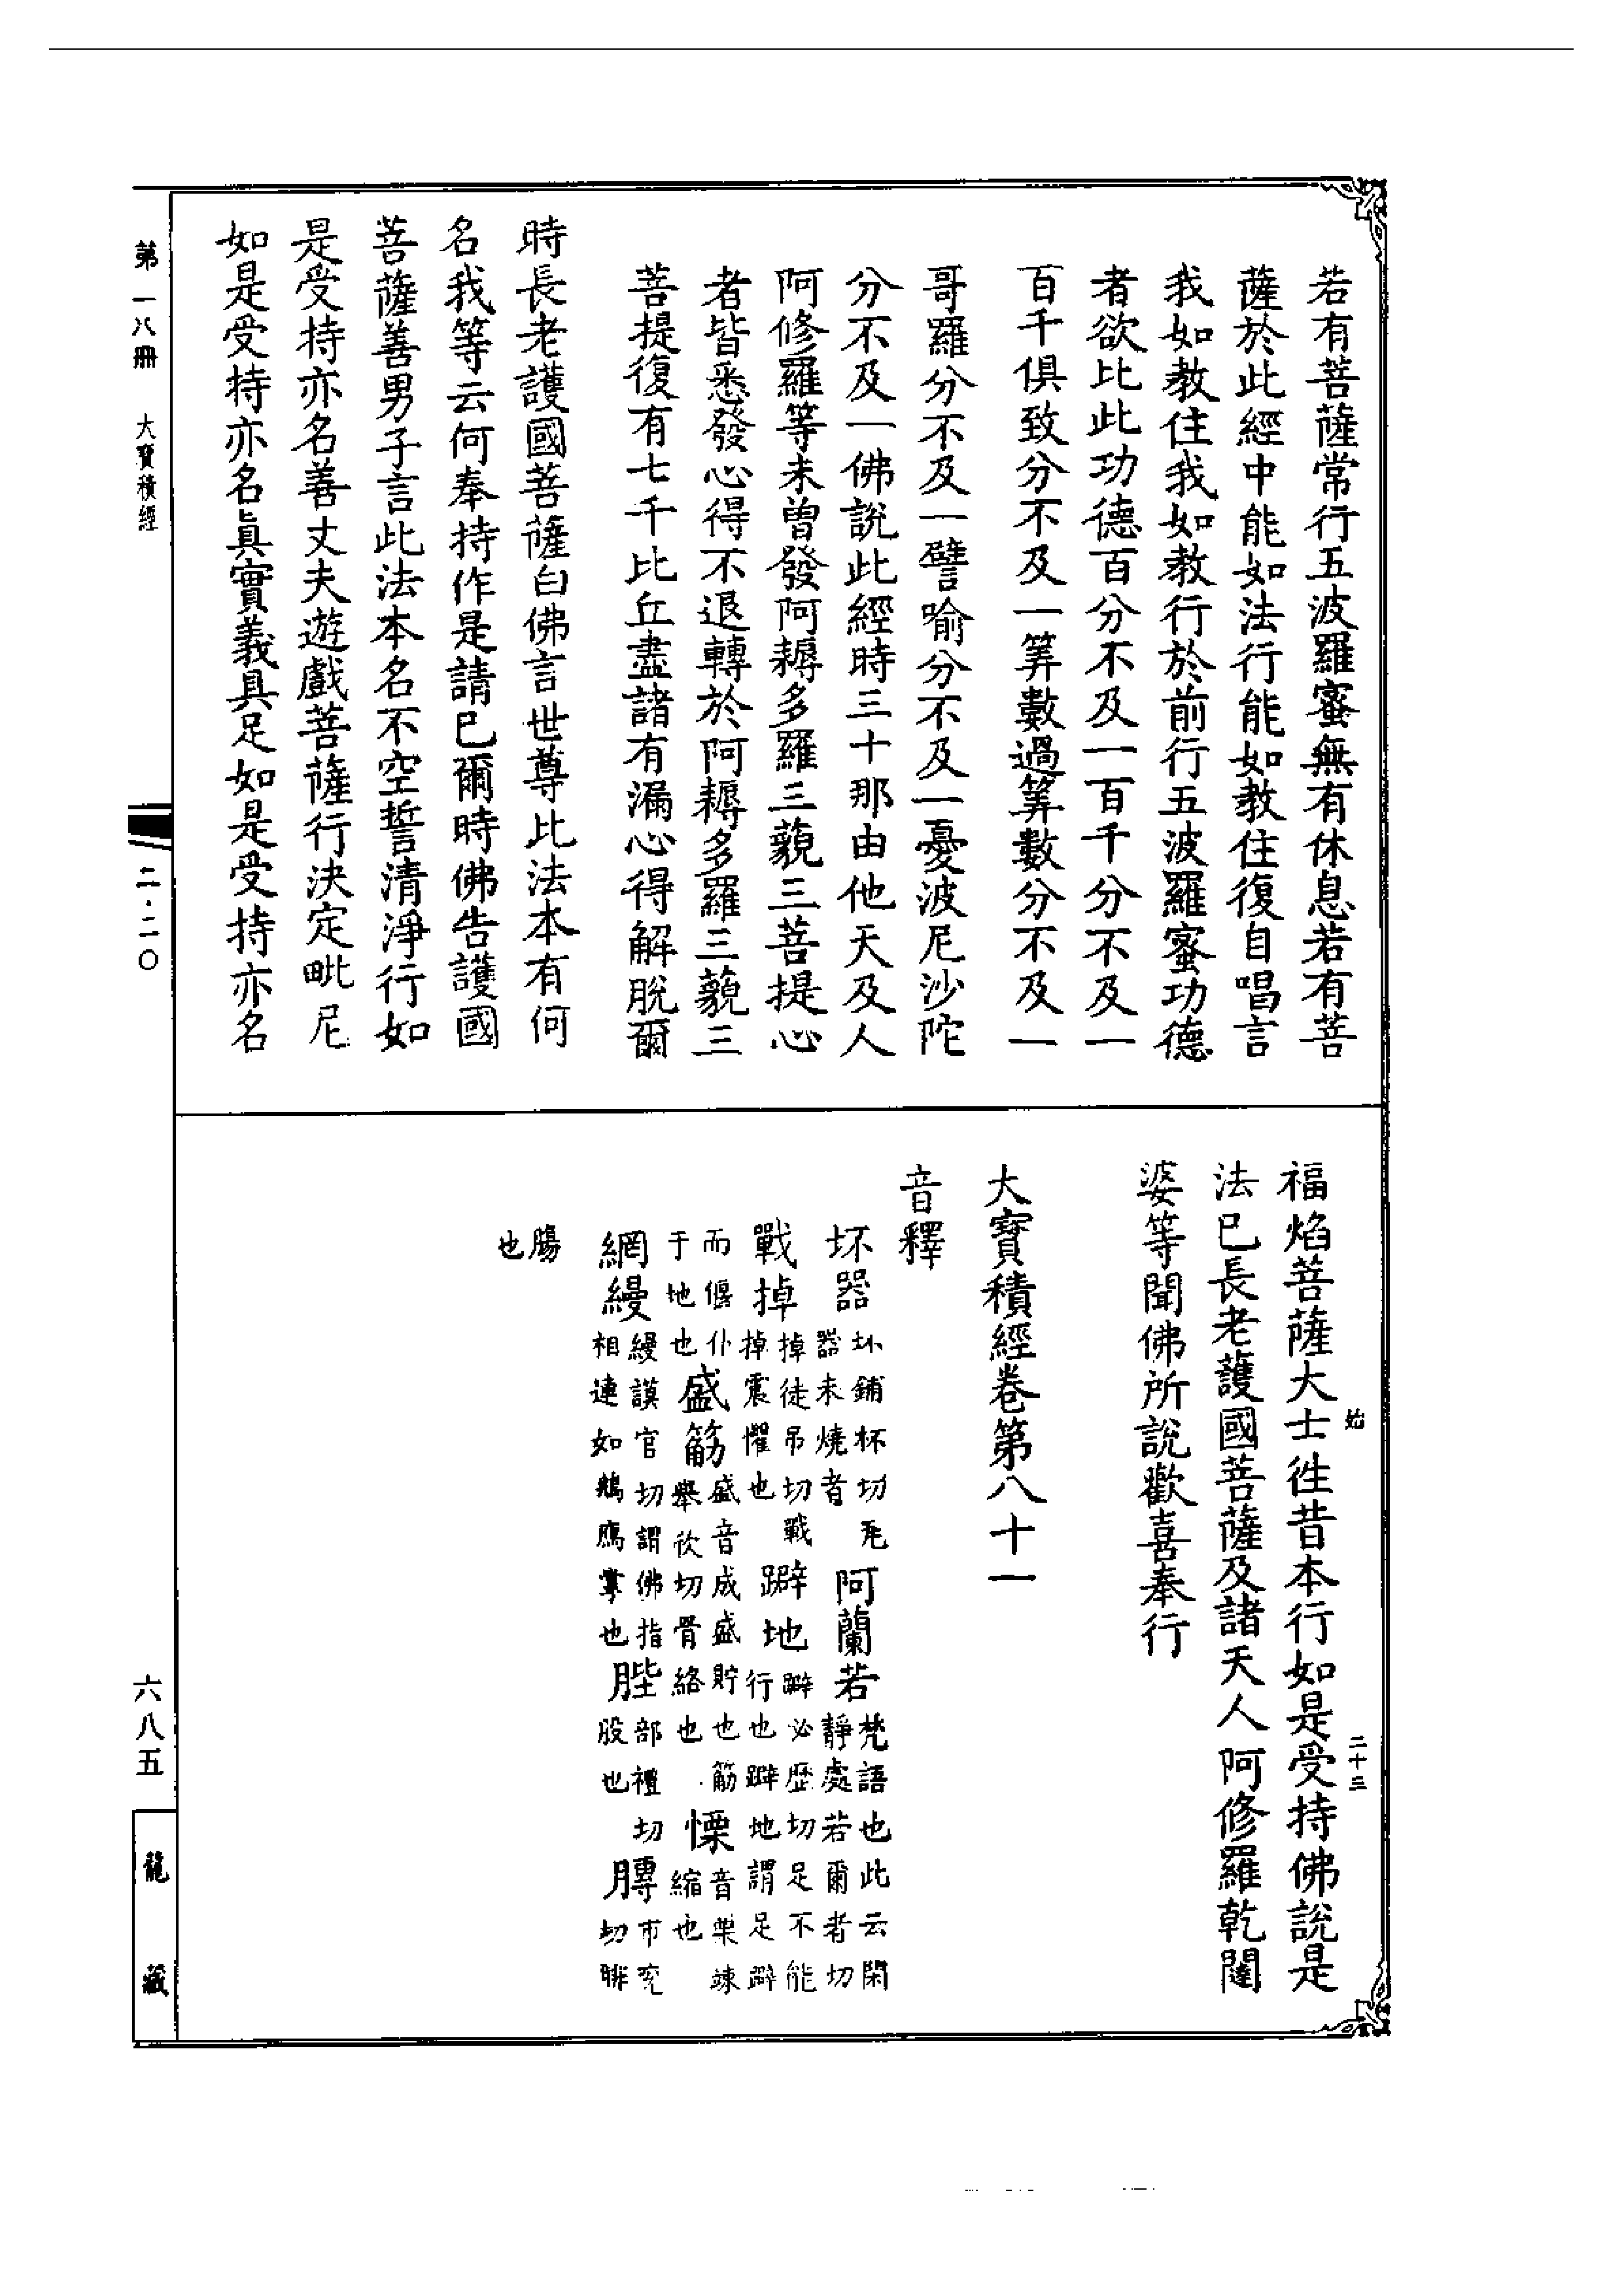 若有菩薩常行五波羅蜜無有休息若有菩
薩於此經中能如法行能如教住復自唱言
我如教住我如教行於前行五波羅蜜功德
者欲比此功德百分不及一百千分不及一
百千俱致分不及一筭數過筭數分不及一
哥羅分不及一譬喻分不及一憂波尼沙陀
分不及一佛說此經時三十那由他天及人
阿修羅等未曾發阿耨多羅三藐三菩提心
者皆悉發心得不退轉於阿耨多羅三藐三
菩提復有七千比丘盡諸有漏心得解脫爾
時長老護國菩薩白佛言世尊比法本有何
名我等云何奉持作是請已爾時佛告護國
菩薩善男子言此法本名不空誓清淨行如
是受持亦名善丈夫遊戲菩薩行決定毗尼
如是受持亦名眞實義具足如是受持亦名
福焰菩薩大士徃昔本行如是受持佛說是
法已長老護國菩薩及諸天人阿修羅乾闥
婆等聞佛所說歡喜奉行
大寳積經卷第八十一
音釋
坏器坏鋪杯切瓦器未燒者 阿蘭若梵語也此云閑靜處若爾者切
戰掉掉徒吊切戰掉震懼也 躃地躃必歷切足不能行也躃地謂足躃
而偃仆于地也 盛筋盛音成盛貯也筋舉欣切骨絡也 慄音栗竦縮也
網縵縵謨官切謂佛指相連如鵝鴈掌也 䏶部禮切股也 膞市兖切腓
腸也
始
二十三
第一八冊
大寳積經
二·二〇
六八五
龍藏